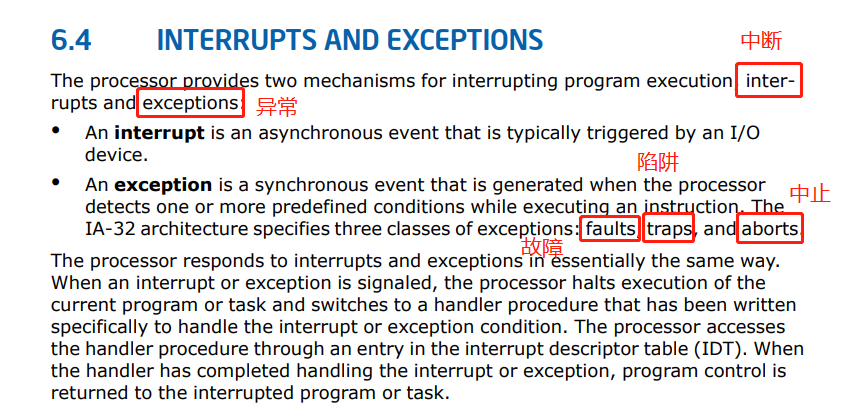 6.4 INTERRUPTS AND EXCEPTIONS
中断
The processor provides two mechanisms for interrupting program execution, inter-
rupts and exceptions:
异常
• An interrupt is an asynchronous event that is typically triggered by an I/O
device.
陷阱
• An exception is a synchronous event that is generated when the processor
中止
detects one or more predefined conditions while executing an instruction. The
IA-32 architecture specifies three classes of exceptions: faults, traps, and aborts.
故障
The processor responds to interrupts and exceptions in essentially the same way.
When an interrupt or exception is signaled, the processor halts execution of the
current program or task and switches to a handler procedure that has been written
specifically to handle the interrupt or exception condition. The processor accesses
the handler procedure through an entry in the interrupt descriptor table (IDT). When
the handler has completed handling the interrupt or exception, program control is
returned to the interrupted program or task.